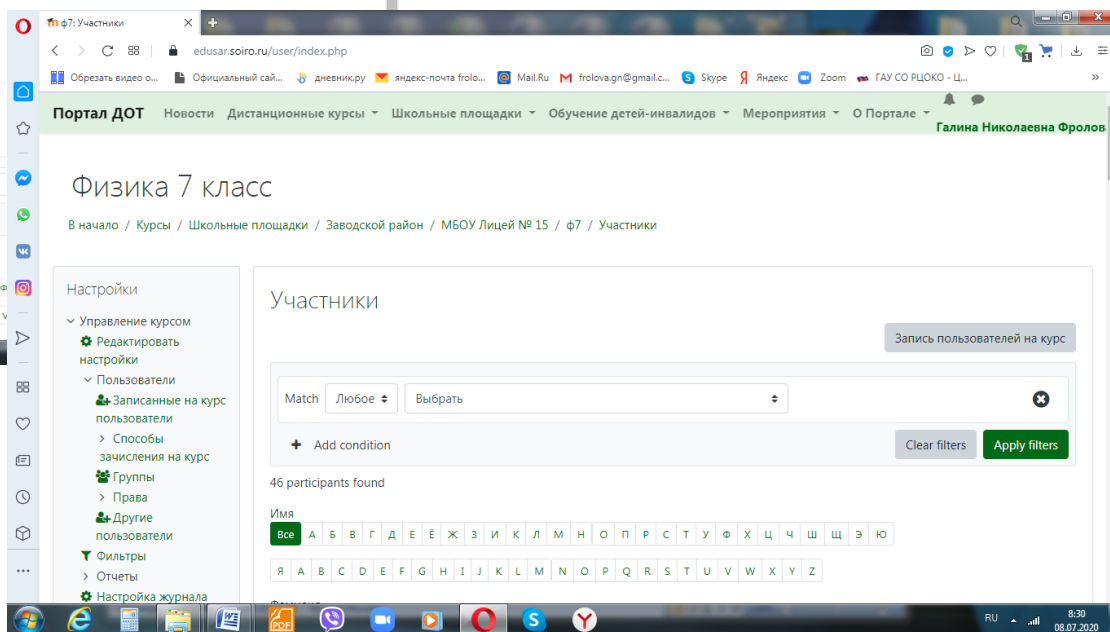 ф7: Участники
edusar.soiro.ru/user/index.php
Обрезать видео о... Официальный сай... дневник.ру яндекс-почта frolo... Mail.Ru frolova.gn@gmail.c... Skype Яндекс Zoom ГАУ СО РЦОКО - Ц... »
Портал ДОТ Новости Дистанционные курсы Школьные площадки Обучение детей-инвалидов Мероприятия О Портале
Галина Николаевна Фролов
Физика 7 класс
В начало / Курсы / Школьные площадки / Заводской район / МБОУ Лицей № 15 / ф7 / Участники
Настройки
Управление курсом
Редактировать
настройки
Пользователи
Записанные на курс
пользователи
Способы
зачисления на курс
Группы
Права
Другие
пользователи
Фильтры
Отчеты
Настройка журнала
Участники
Запись пользователей на курс
Match Любое Выбрать
Add condition
Clear filters Apply filters
46 participants found
Имя
Все А Б В Г Д Е Ё Ж З И К Л М Н О П Р С Т У Ф Х Ц Ч Ш Щ Э Ю
Я A B C D E F G H I J K L M N O P Q R S T U V W X Y Z
RU 8:30
08.07.2020